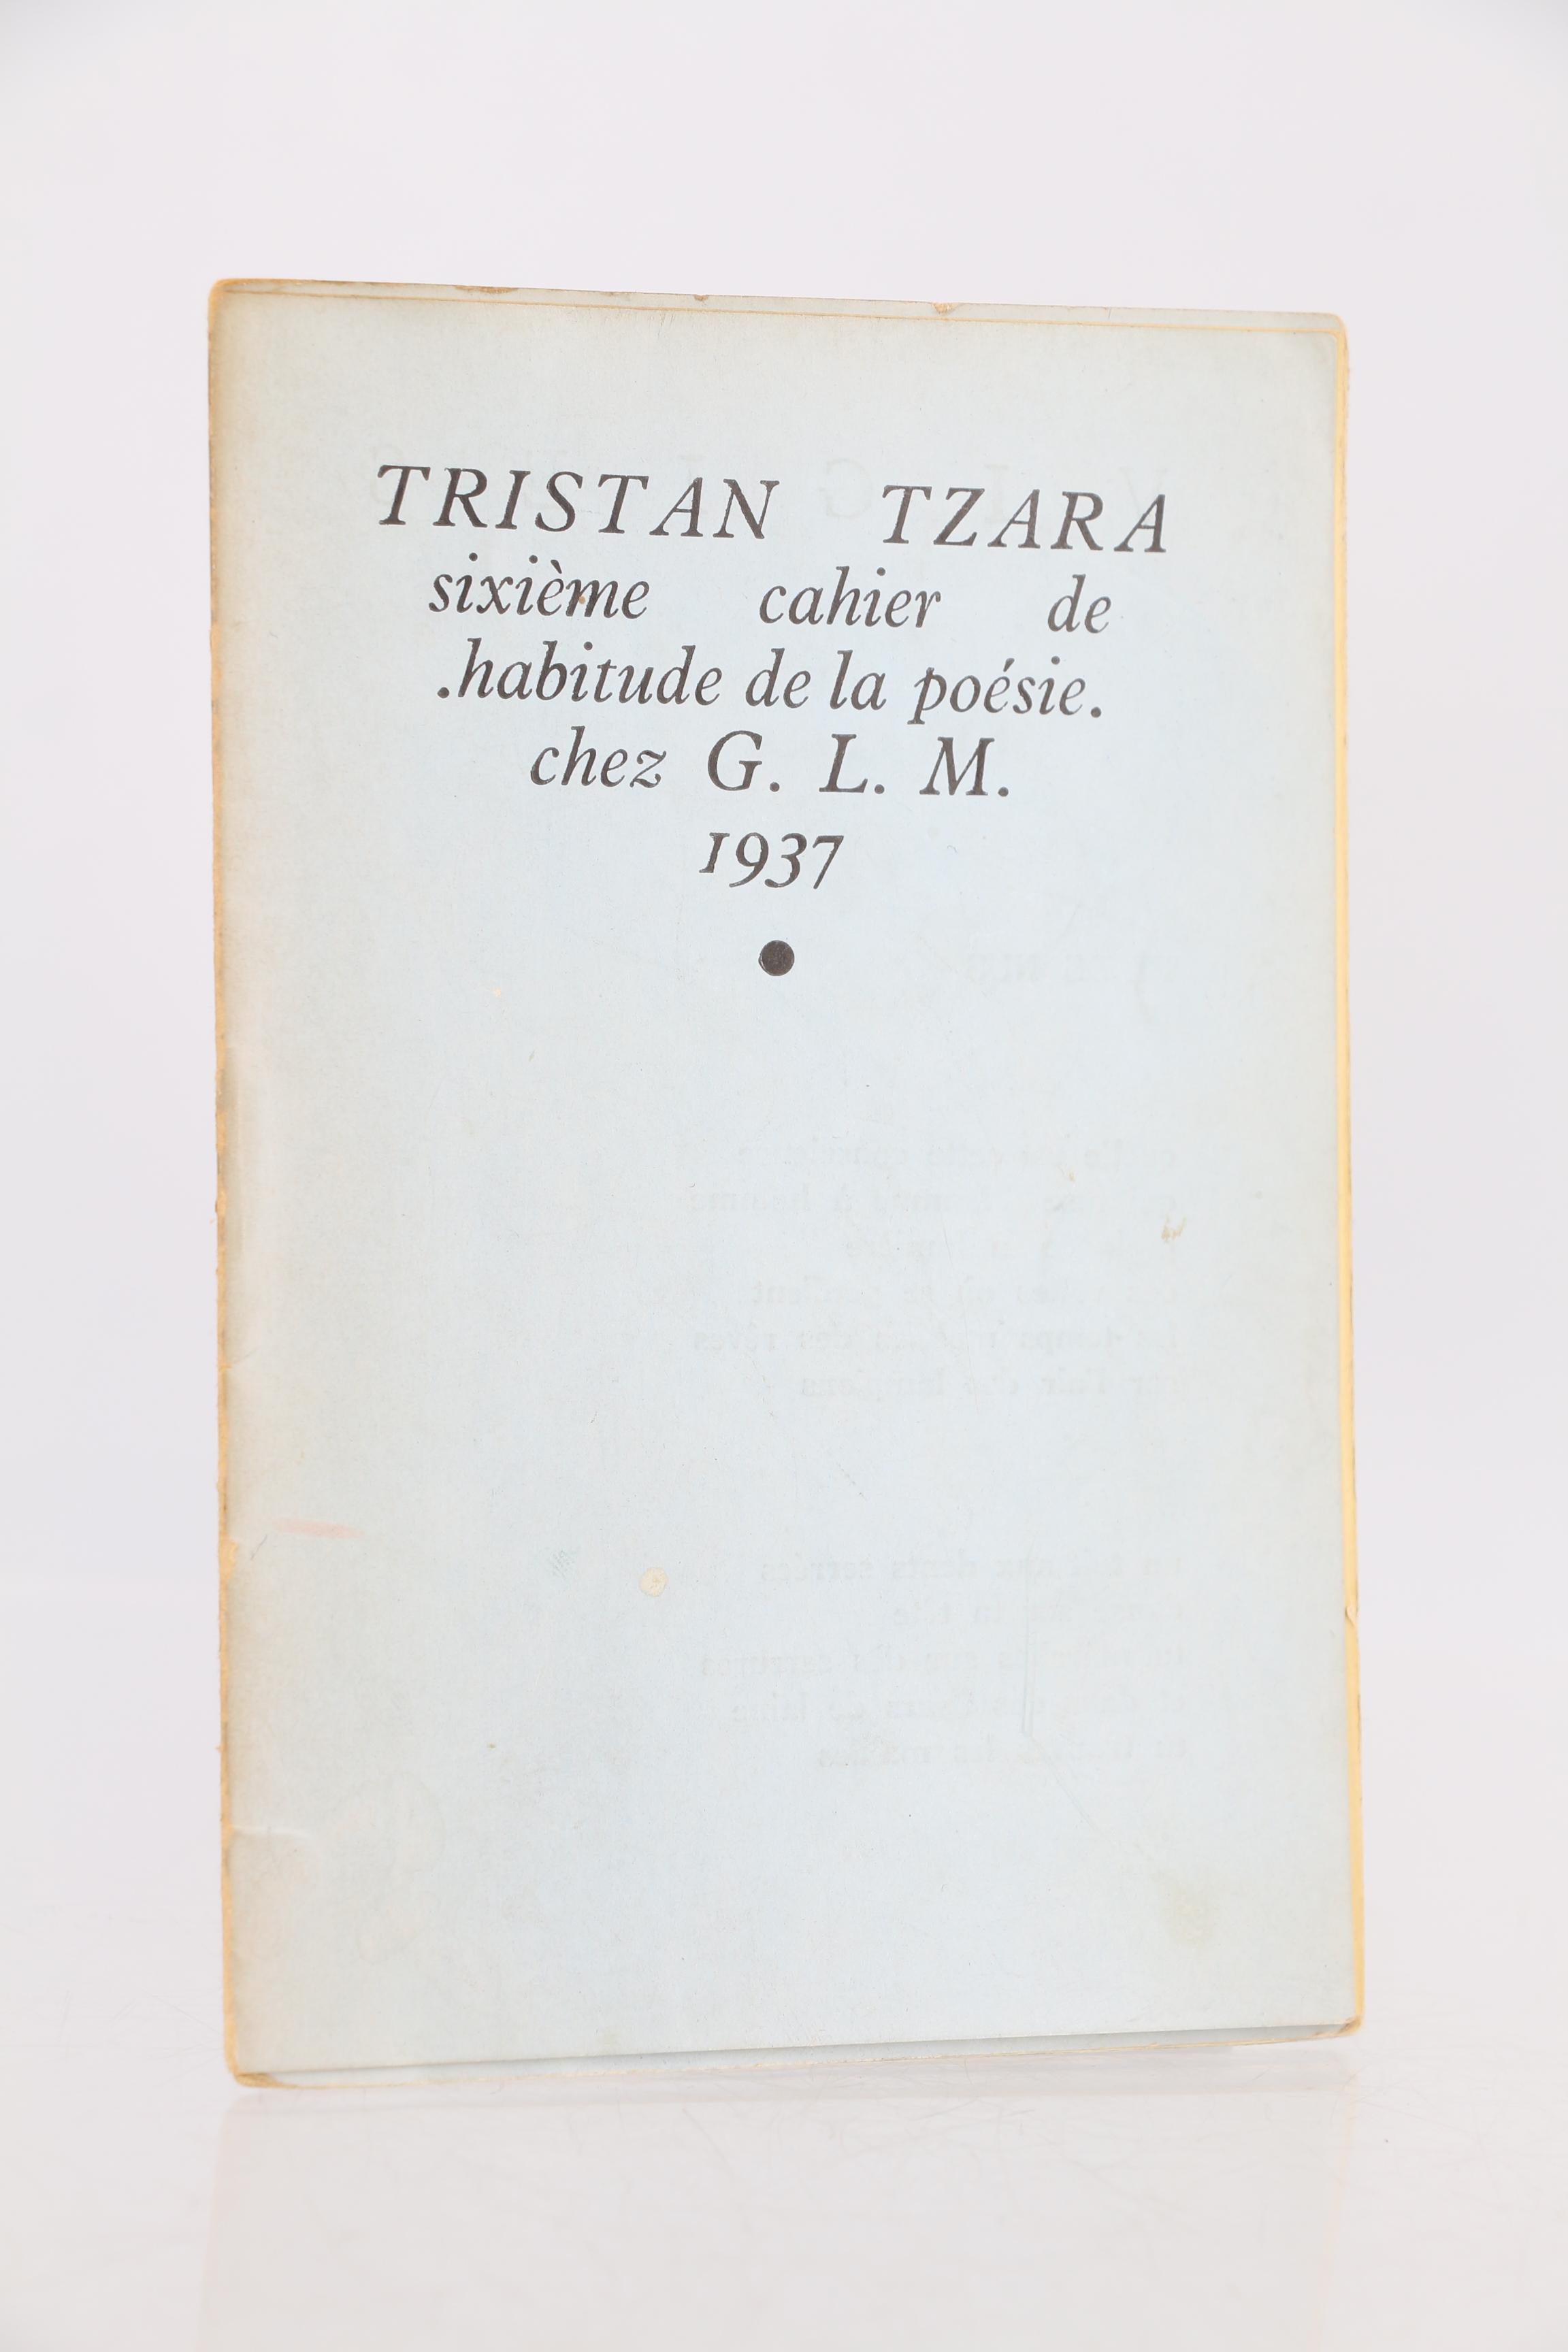 TRISTAN TZARA
sixième cahier de
.habitude de la poésie.
chez G. L. M.
1937